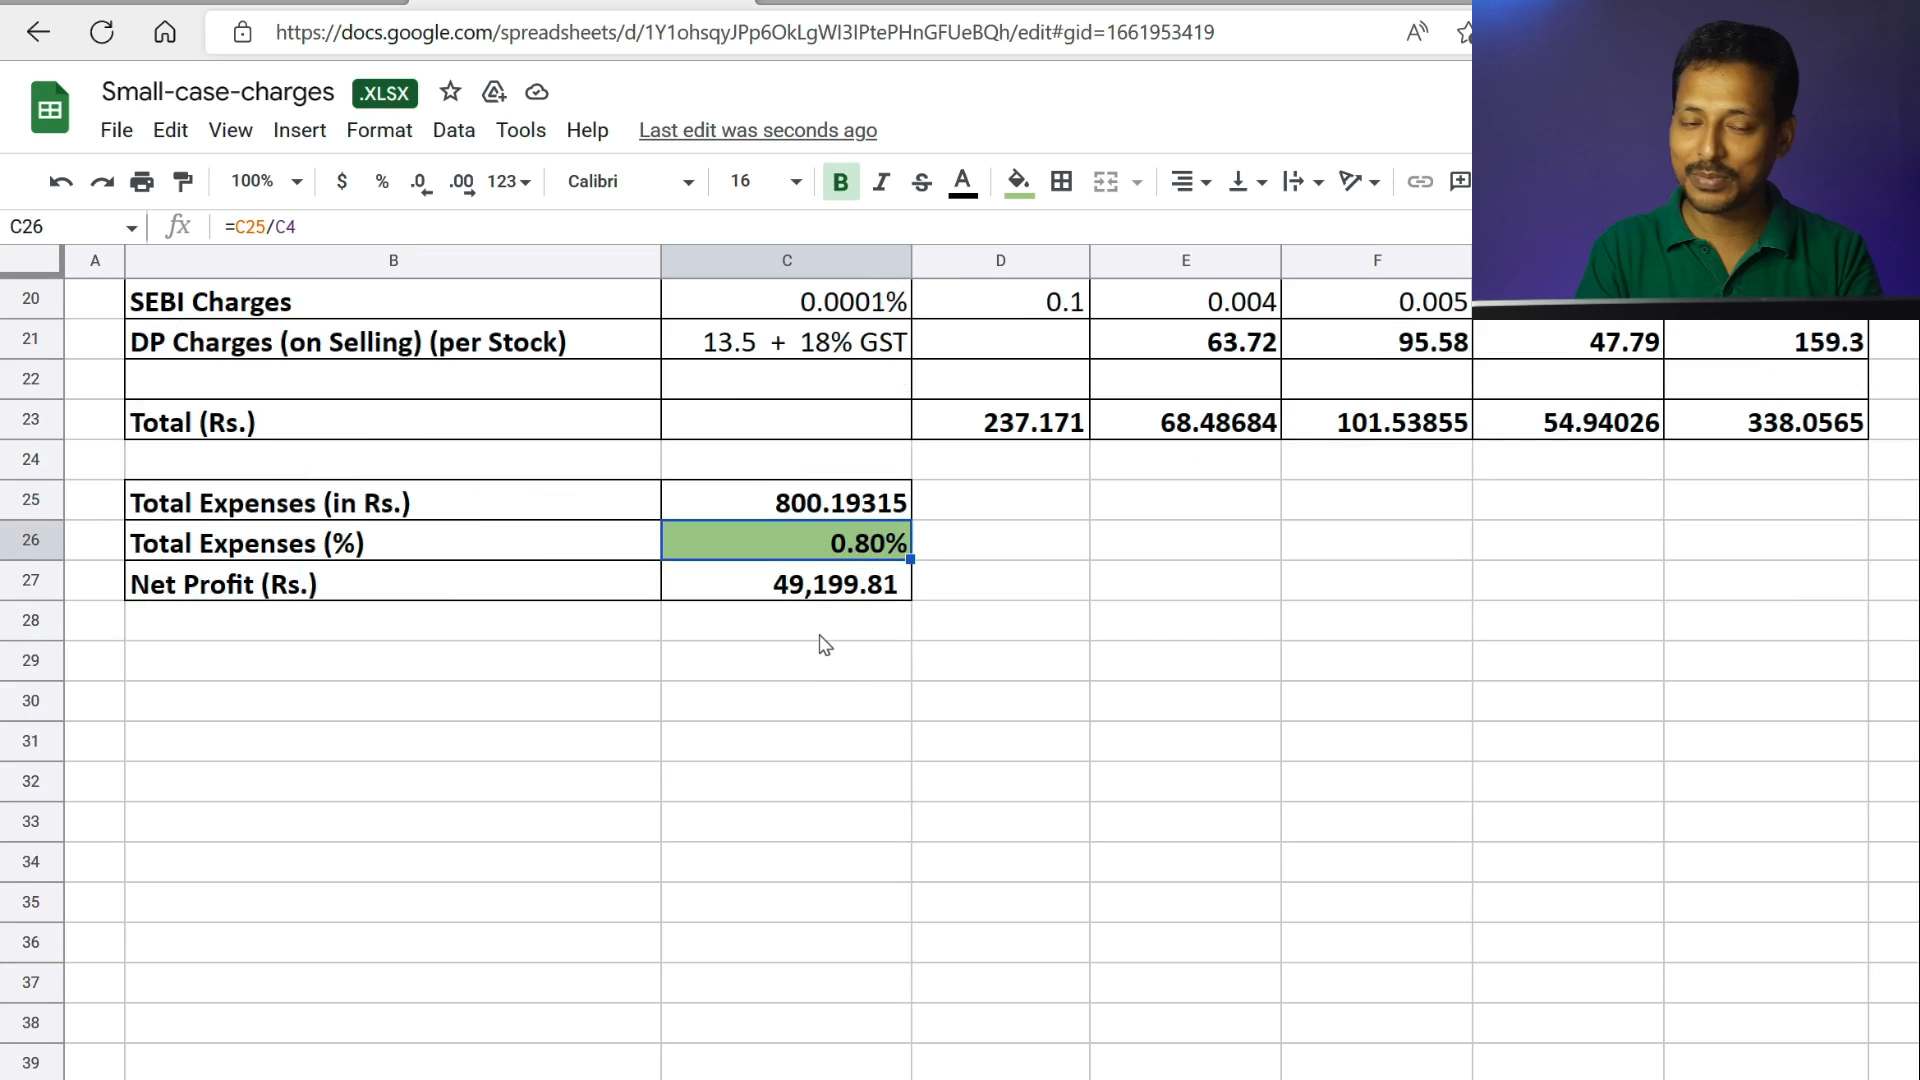 https://docs.google.com/spreadsheets/d/1Y1ohsqyJPp6OkLgWI3IPtePHnGFUeBQh/edit#gid=1661953419
Small-case-charges .XLSX
File Edit View Insert Format Data Tools Help Last edit was seconds ago
100% $ % .0 .00 123 Calibri 16 B I S A
C26 fx =C25/C4
A B C D E F
20 SEBI Charges 0.0001% 0.1 0.004 0.005
21 DP Charges (on Selling) (per Stock) 13.5 + 18% GST 63.72 95.58 47.79 159.3
22
23 Total (Rs.) 237.171 68.48684 101.53855 54.94026 338.0565
24
25 Total Expenses (in Rs.) 800.19315
26 Total Expenses (%) 0.80%
27 Net Profit (Rs.) 49,199.81
28
29
30
31
32
33
34
35
36
37
38
39